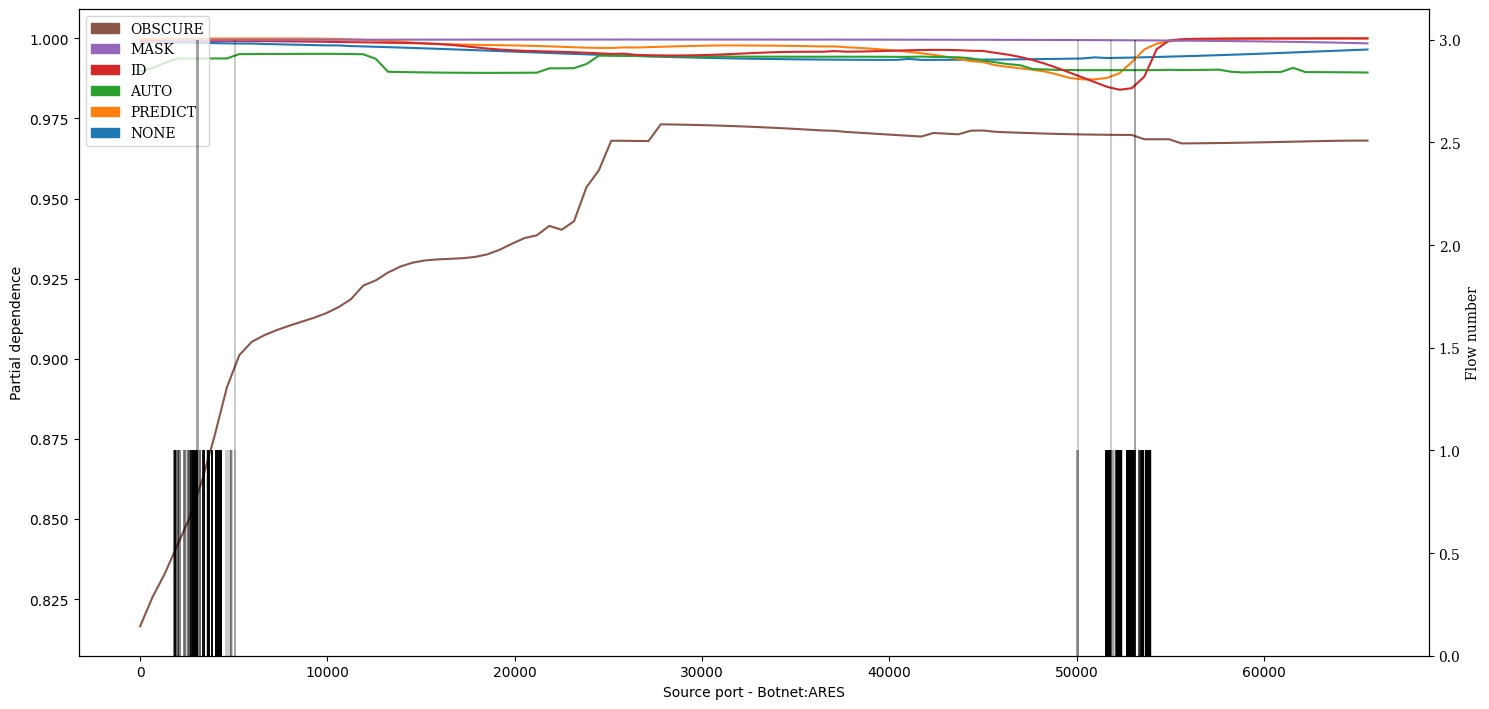 OBSCURE
MASK
ID
AUTO
PREDICT
NONE
1.000
0.975
0.950
0.925
0.900
0.875
0.850
0.825
Partial dependence
3.0
2.5
2.0
1.5
1.0
0.5
0.0
Flow number
0
10000
20000
30000
40000
50000
60000
Source port - Botnet:ARES